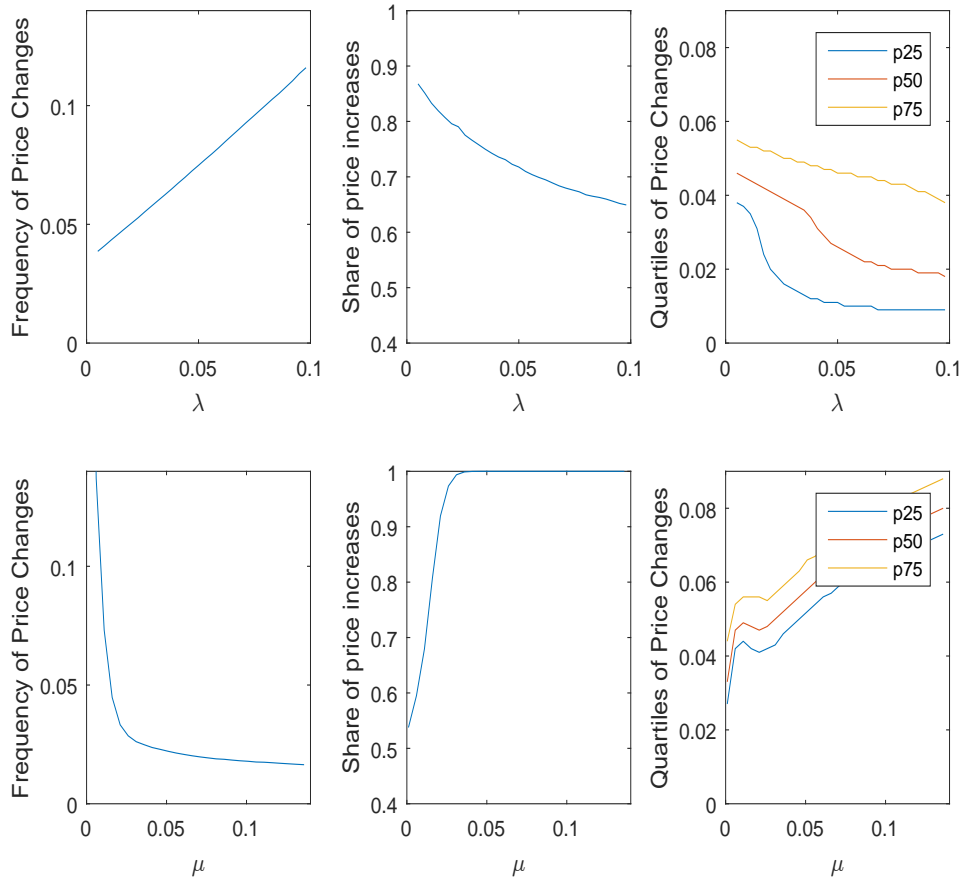 Frequency of Price Changes
0.1
0.05
0
0
0.05
0.1
λ
Share of price increases
1
0.9
0.8
0.7
0.6
0.5
0.4
0
0.05
0.1
λ
Quartiles of Price Changes
0.08
0.06
0.04
0.02
0
0
0.05
0.1
λ
p25
p50
p75
Frequency of Price Changes
0.1
0.05
0
0
0.05
0.1
μ
Share of price increases
1
0.9
0.8
0.7
0.6
0.5
0.4
0
0.05
0.1
μ
Quartiles of Price Changes
0.08
0.06
0.04
0.02
0
0
0.05
0.1
μ
p25
p50
p75